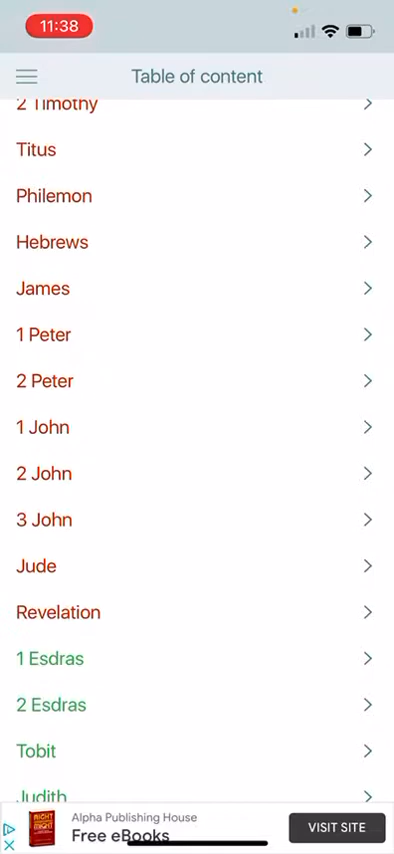 11:38
Table of content
2 Timothy
Titus
Philemon
Hebrews
James
1 Peter
2 Peter
1 John
2 John
3 John
Jude
Revelation
1 Esdras
2 Esdras
Tobit
Judith
Alpha Publishing House
Free eBooks
VISIT SITE